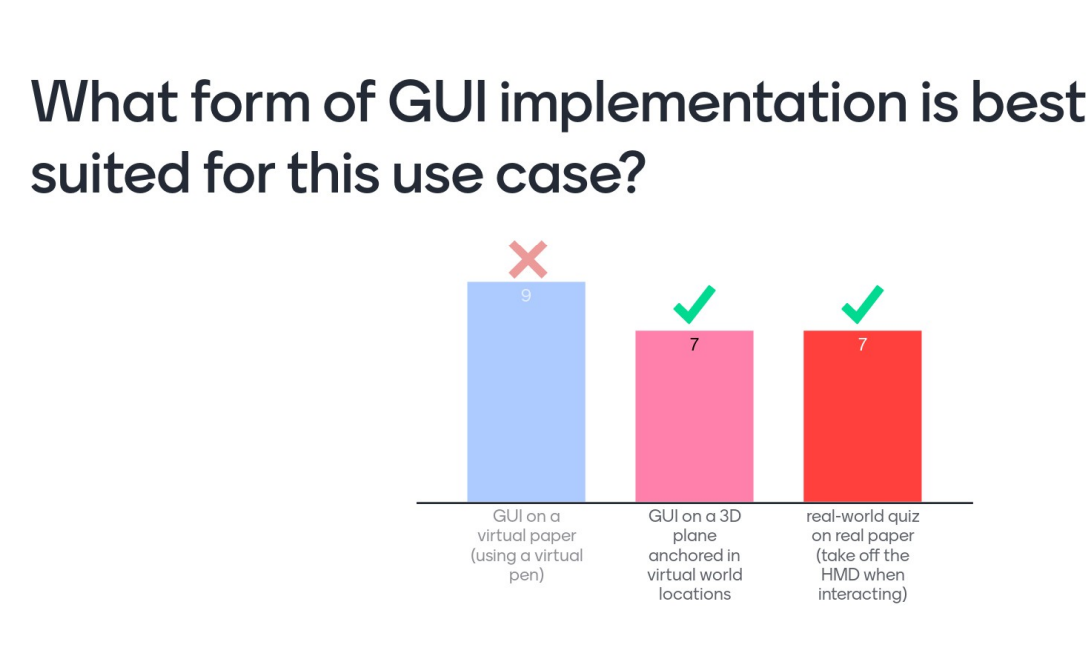 What form of GUI implementation is best
suited for this use case?
9
7
7
GUI on a
virtual paper
(using a virtual
pen)
GUI on a 3D
plane
anchored in
virtual world
locations
real-world quiz
on real paper
(take off the
HMD when
interacting)